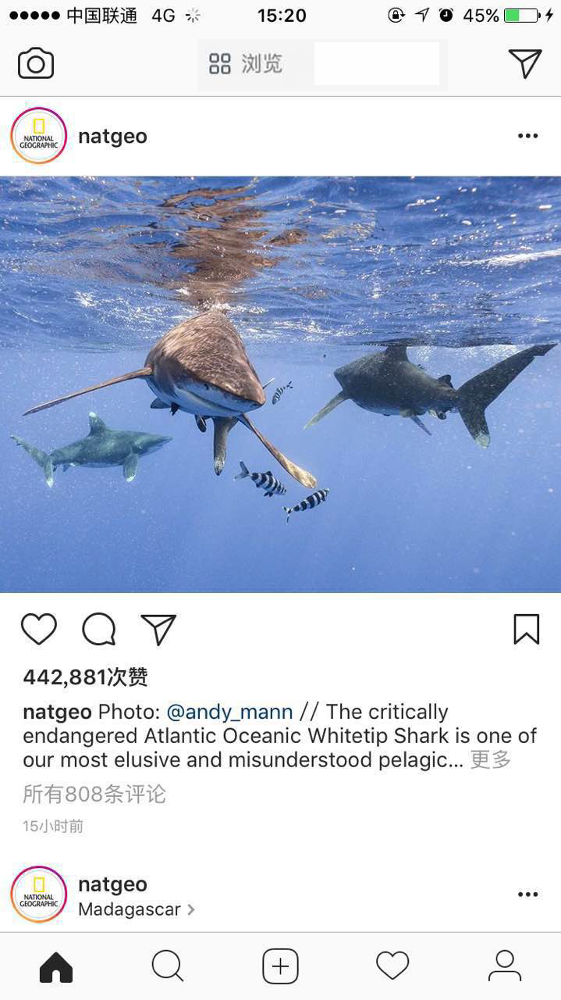 中国联通 4G 15:20 45%
浏览
NATIONAL
GEOGRAPHIC
natgeo
442,881次赞
natgeo Photo: @andy_mann // The critically
endangered Atlantic Oceanic Whitetip Shark is one of
our most elusive and misunderstood pelagic... 更多
所有808条评论
15小时前
NATIONAL
GEOGRAPHIC
natgeo
Madagascar >